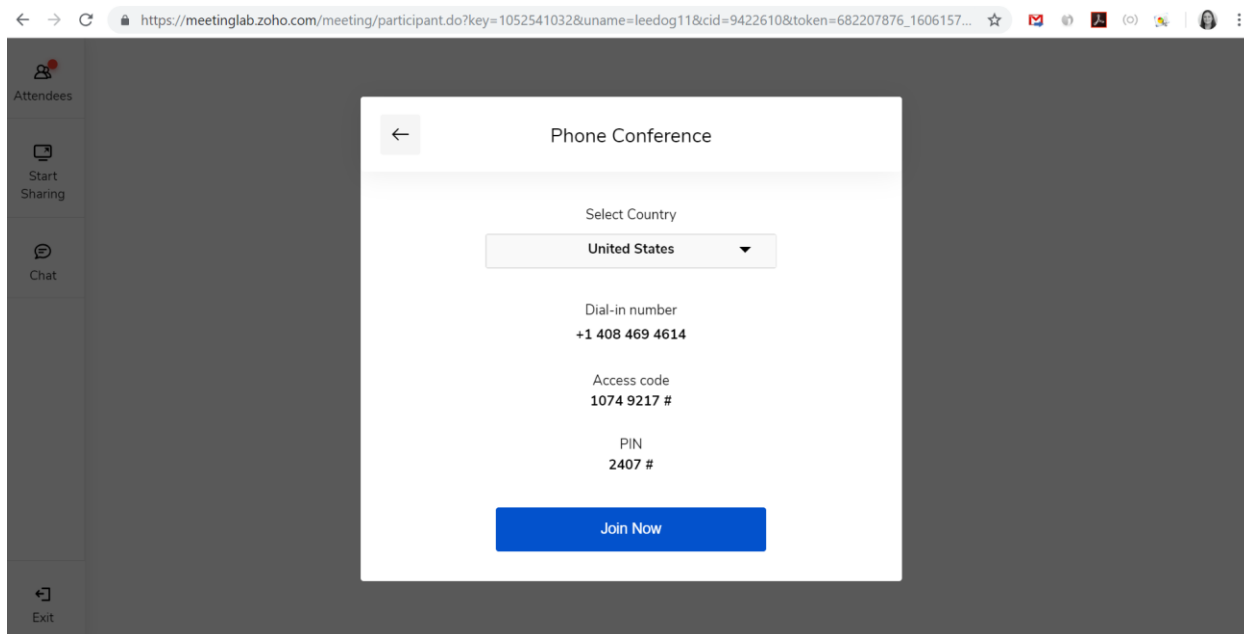 https://meetinglab.zoho.com/meeting/participant.do?key=1052541032&uname=leedog11&cid=9422610&token=682207876_1606157...
Attendees
Start
Sharing
Chat
Exit
Phone Conference
Select Country
United States
Dial-in number
+1 408 469 4614
Access code
1074 9217 #
PIN
2407 #
Join Now